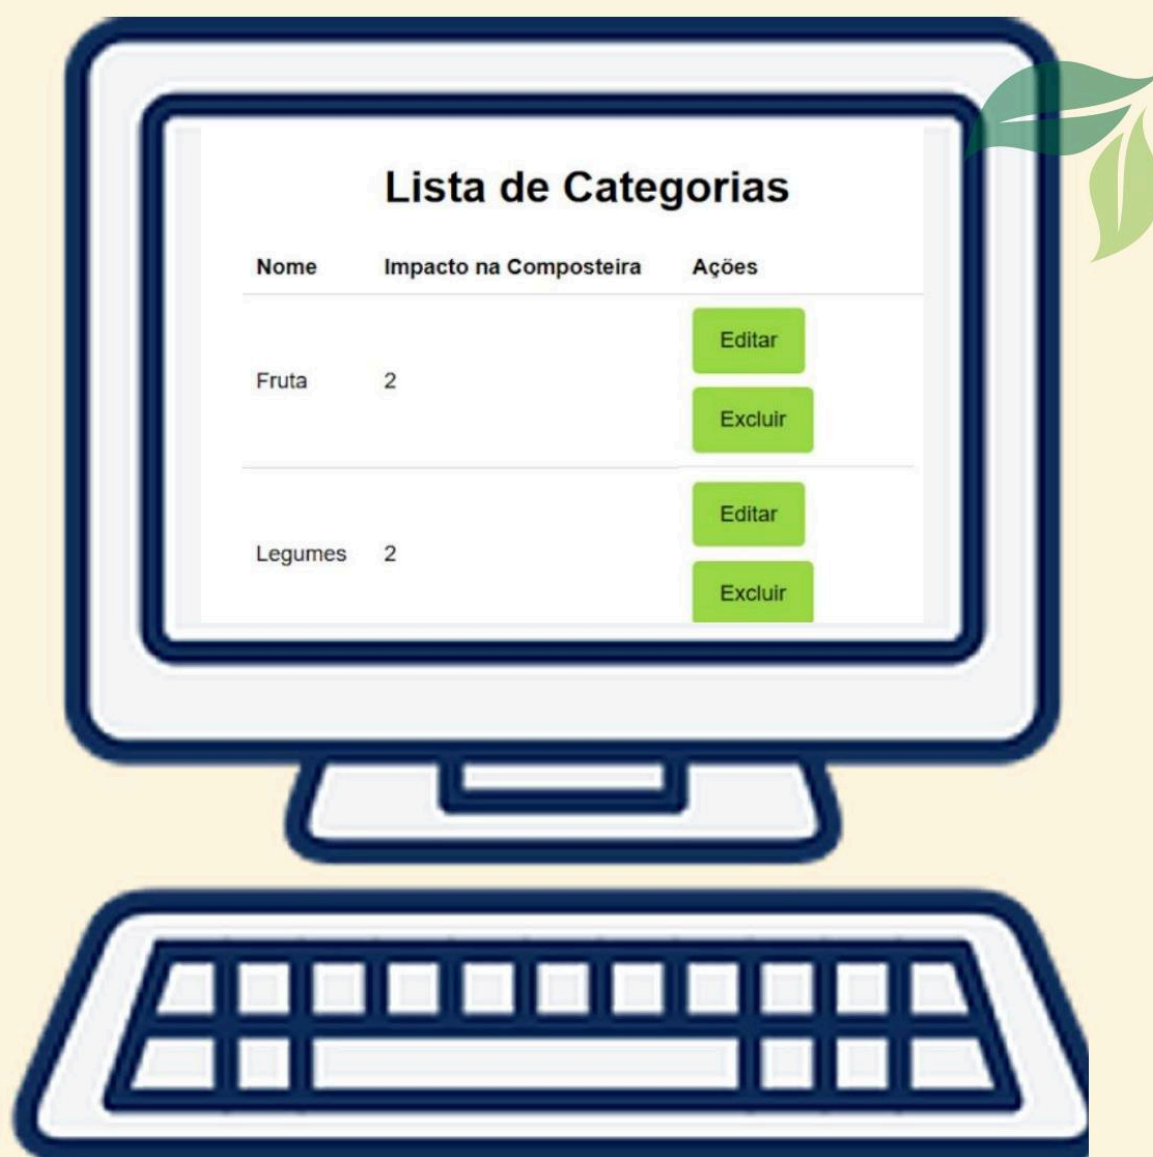 Lista de Categorias
Nome Impacto na Composteira Ações
Editar
Fruta 2
Excluir
Editar
Legumes 2
Excluir